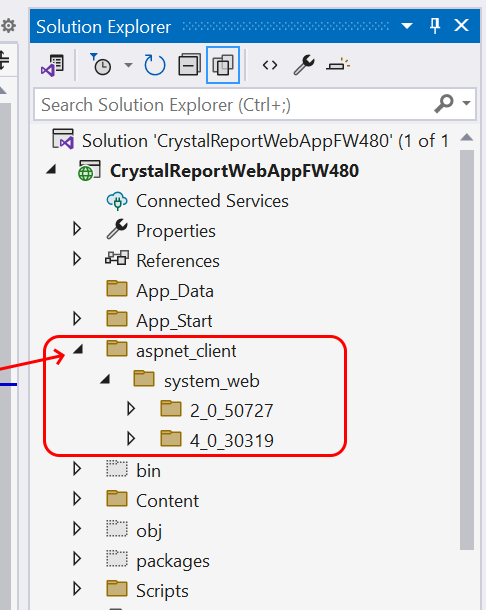 Solution Explorer
Search Solution Explorer (Ctrl+;)
Solution 'CrystalReportWebAppFW480' (1 of 1
CrystalReportWebAppFW480
Connected Services
Properties
References
App_Data
App_Start
aspnet_client
system_web
2_0_50727
4_0_30319
bin
Content
obj
packages
Scripts